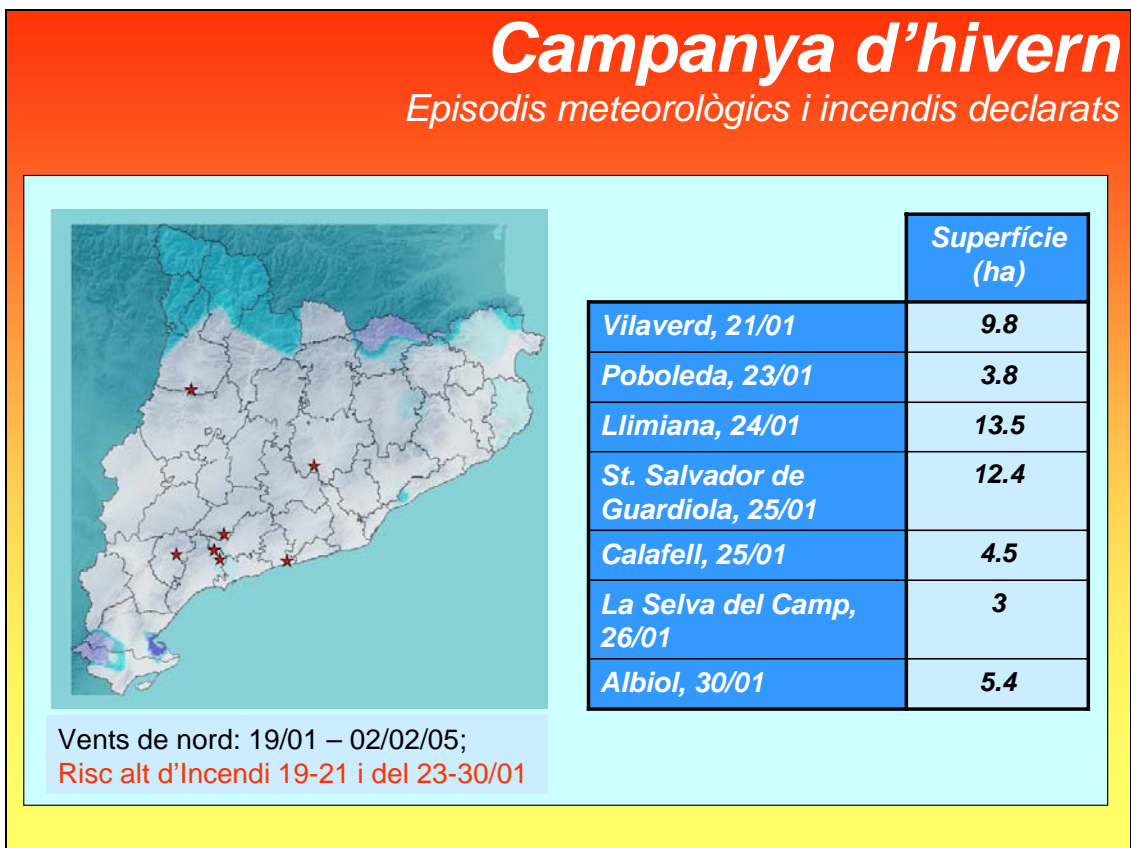 Campanya d’hivern
Episodis meteorològics i incendis declarats
Superfície
(ha)
Vilaverd, 21/01 9.8
Poboleda, 23/01 3.8
Llimiana, 24/01 13.5
St. Salvador de 12.4
Guardiola, 25/01
Calafell, 25/01 4.5
La Selva del Camp, 3
26/01
Albiol, 30/01 5.4
Vents de nord: 19/01 – 02/02/05;
Risc alt d’Incendi 19-21 i del 23-30/01